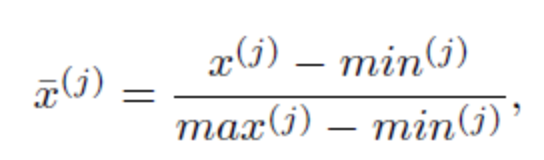 x̄^(j) = (x^(j) − min^(j)) / (max^(j) − min^(j)),